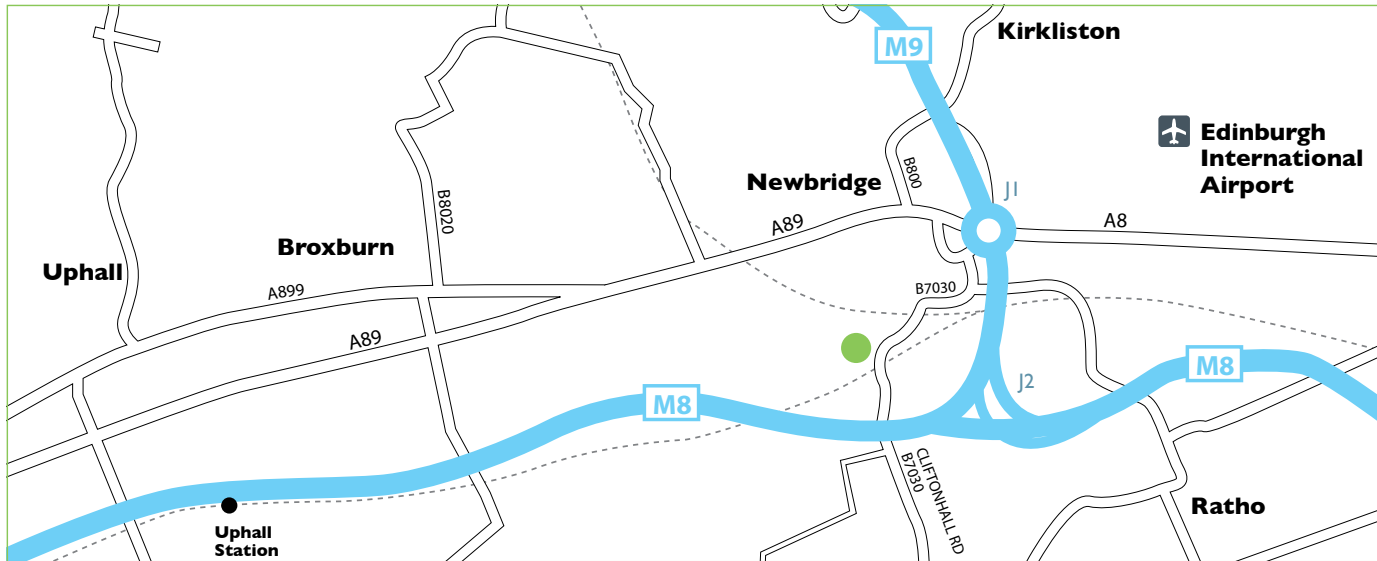 Kirkliston
M9
Edinburgh
International
Airport
Newbridge
B800
J1
B8020
A89
A8
Broxburn
Uphall
A899
B7030
A89
M8
J2
M8
CLIFTONHALL RD
B7030
Ratho
Uphall
Station